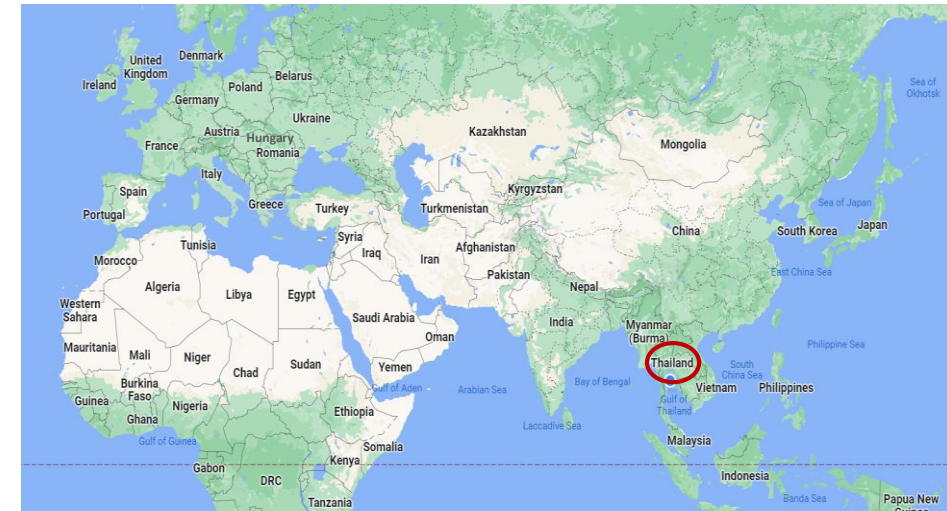 United
Kingdom
Denmark
Ireland
Poland
Belarus
Germany
Ukraine
Austria
Hungary
France
Romania
Italy
Spain
Greece
Portugal
Turkey
Kazakhstan
Mongolia
Kyrgyzstan
Turkmenistan
Sea of
Okhotsk
Sea of Japan
Japan
South Korea
China
East China Sea
Tunisia
Morocco
Syria
Iraq
Iran
Afghanistan
Pakistan
Nepal
Algeria
Libya
Egypt
Western
Sahara
Saudi Arabia
Oman
India
Myanmar
(Burma)
Mauritania
Mali
Niger
Chad
Sudan
Yemen
Gulf of Aden
Arabian Sea
Bay of Bengal
Thailand
South
China Sea
Philippine Sea
Vietnam
Philippines
Gulf of
Thailand
Burkina
Faso
Guinea
Ghana
Nigeria
Ethiopia
Laccadive Sea
Gulf of Guinea
Somalia
Kenya
Gabon
DRC
Tanzania
Malaysia
Indonesia
Banda Sea
Papua New
Guinea